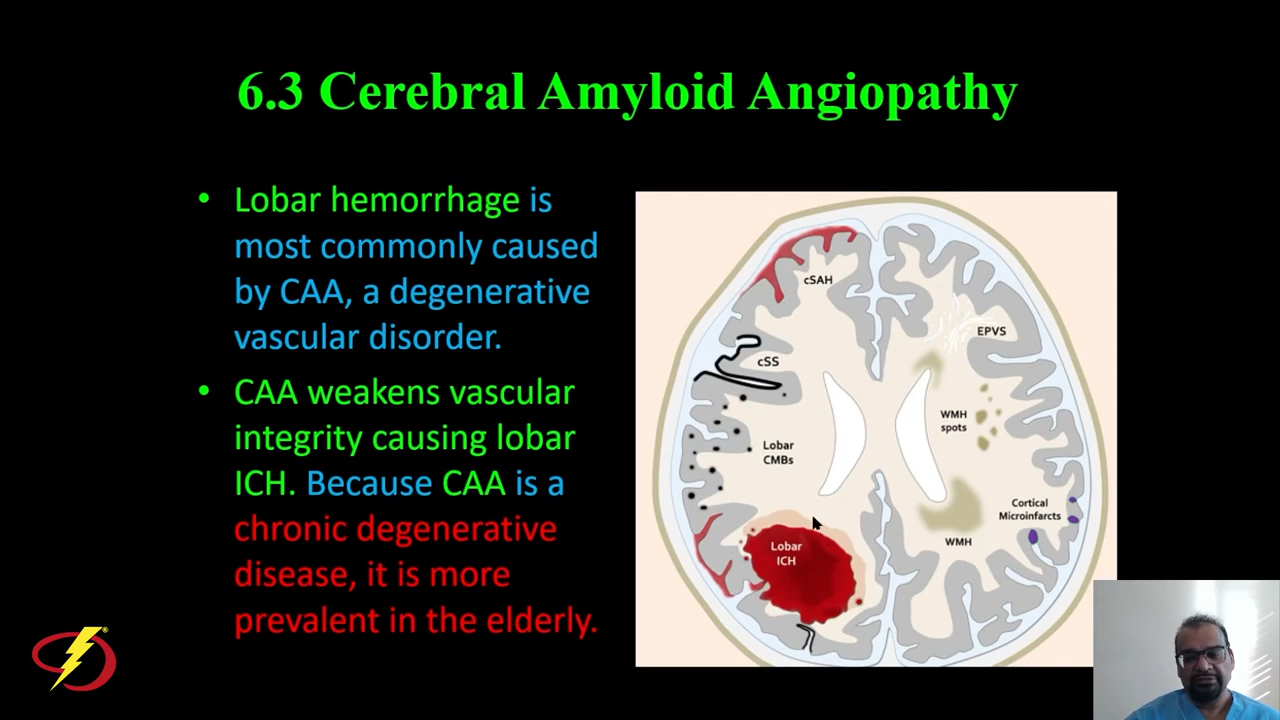 6.3 Cerebral Amyloid Angiopathy
• Lobar hemorrhage is
most commonly caused
by CAA, a degenerative
vascular disorder.
• CAA weakens vascular
integrity causing lobar
ICH. Because CAA is a
chronic degenerative
disease, it is more
prevalent in the elderly.
cSAH
EPVS
cSS
WMH
spots
Lobar
CMBs
Cortical
Microinfarcts
WMH
Lobar
ICH
®